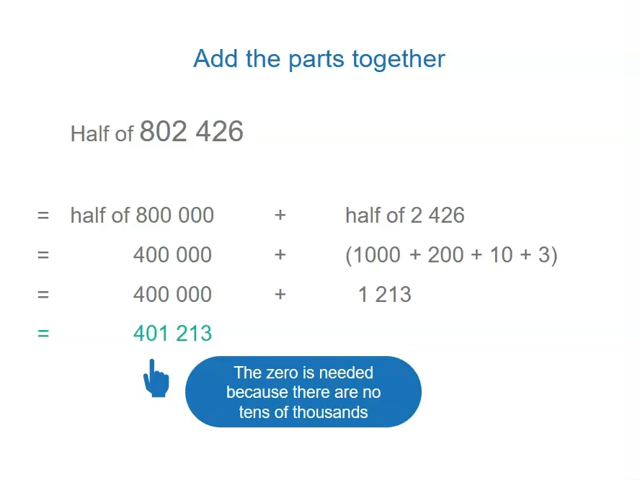 Add the parts together
Half of 802 426
= half of 800 000 + half of 2 426
= 400 000 + (1000 + 200 + 10 + 3)
= 400 000 + 1 213
= 401 213
The zero is needed
because there are no
tens of thousands